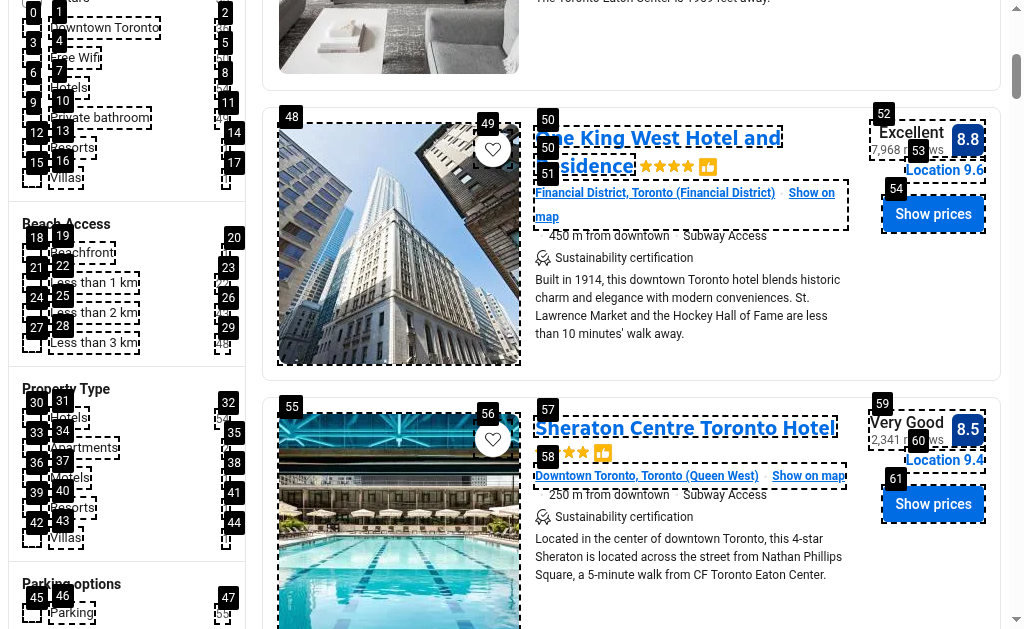 The Toronto Eaton Center is 1969 feet away.
0 1 2
Downtown Toronto
3 4 5
Free Wifi
6 7 8
Hotels
9 10 11
Private bathroom
12 13 14
Resorts
15 16 17
Villas
Beach Access
18 19 20
Beachfront
21 22 23
Less than 1 km
24 25 26
Less than 2 km
27 28 29
Less than 3 km 48
Property Type
30 31 32
Hotels
33 34 35
Apartments
36 37 38
Motels
39 40 41
Resorts
42 43 44
Villas
Parking options
45 46 47
Parking 55
48 49 50
One King West Hotel and
50
Residence
51
Financial District, Toronto (Financial District) · Show on
map
450 m from downtown · Subway Access
Sustainability certification
Built in 1914, this downtown Toronto hotel blends historic
charm and elegance with modern conveniences. St.
Lawrence Market and the Hockey Hall of Fame are less
than 10 minutes' walk away.
52
Excellent 8.8
7,968 reviews
53
Location 9.6
54
Show prices
55 56 57
Sheraton Centre Toronto Hotel
58
Downtown Toronto, Toronto (Queen West) · Show on map
250 m from downtown · Subway Access
Sustainability certification
Located in the center of downtown Toronto, this 4-star
Sheraton is located across the street from Nathan Phillips
Square, a 5-minute walk from CF Toronto Eaton Center.
59
Very Good 8.5
2,341 reviews
60
Location 9.4
61
Show prices